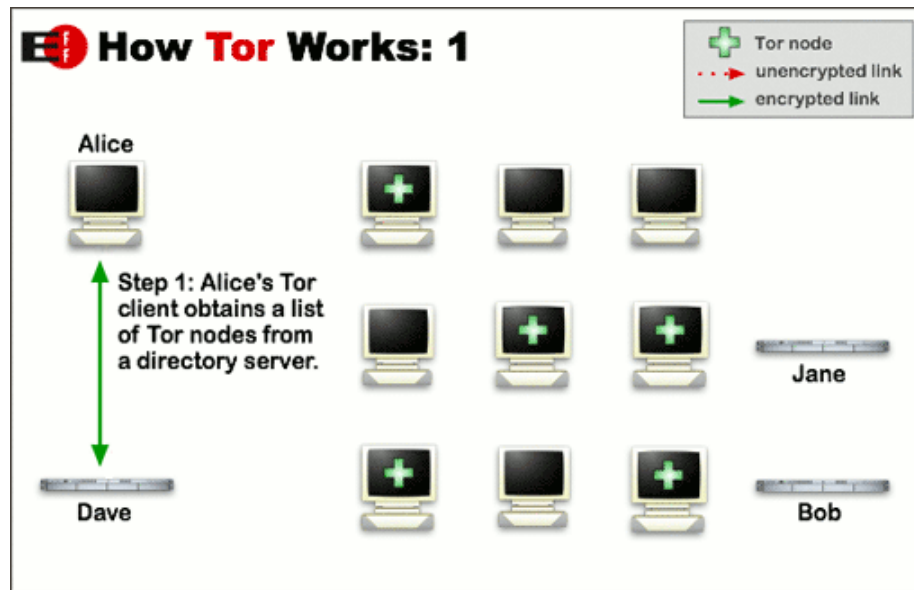 EFF How Tor Works: 1
Tor node
unencrypted link
encrypted link
Alice
Step 1: Alice's Tor
client obtains a list
of Tor nodes from
a directory server.
Jane
Dave
Bob